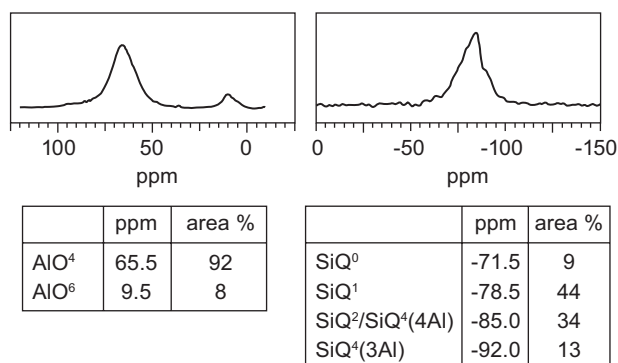 100 50 0
ppm
0 -50 -100 -150
ppm
ppm area %
AlO⁴ 65.5 92
AlO⁶ 9.5 8
ppm area %
SiQ⁰ -71.5 9
SiQ¹ -78.5 44
SiQ²/SiQ⁴(4Al) -85.0 34
SiQ⁴(3Al) -92.0 13